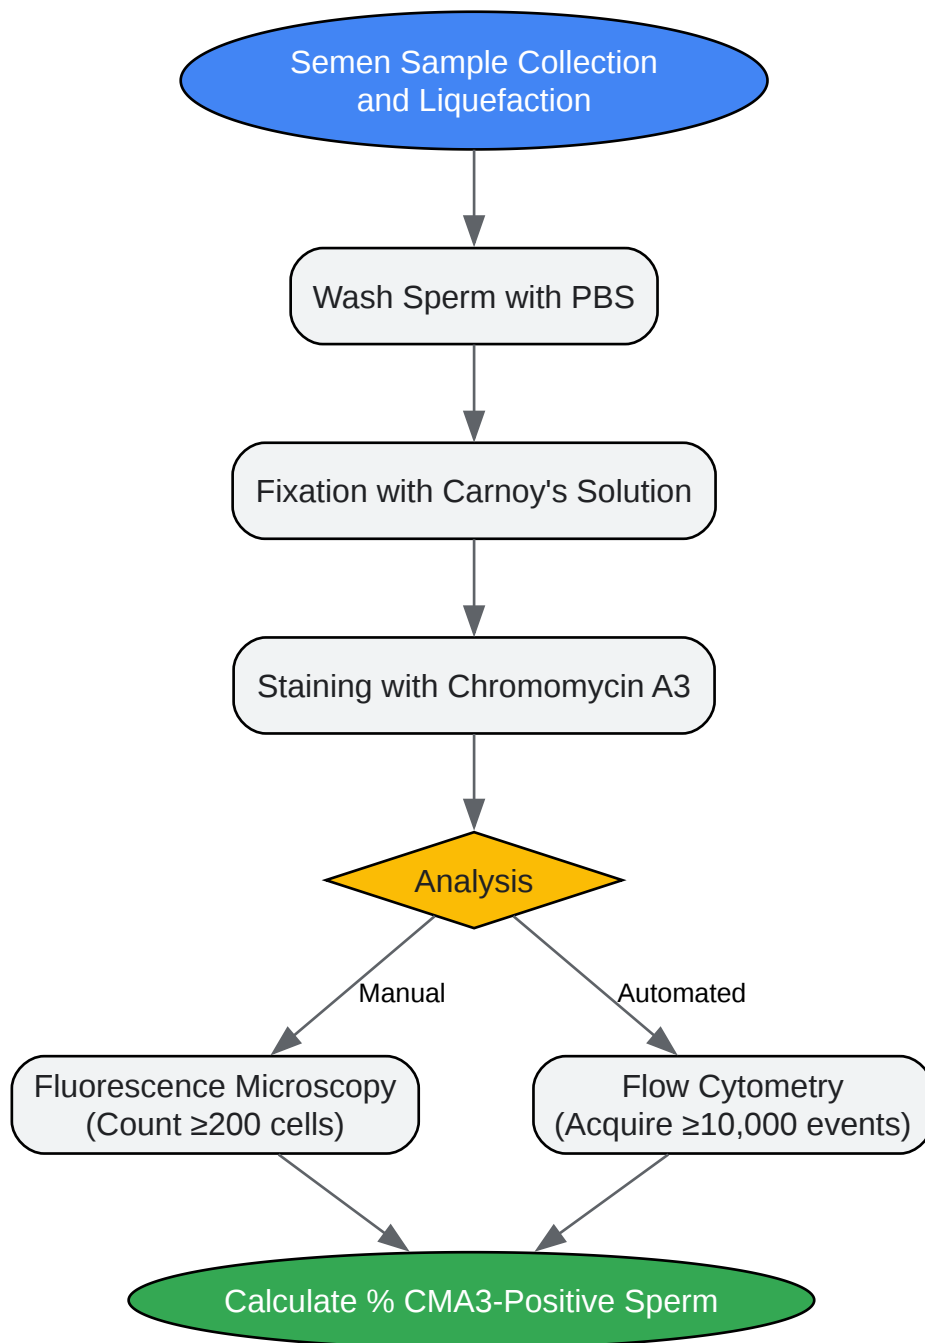 Semen Sample Collection
and Liquefaction
Wash Sperm with PBS
Fixation with Carnoy's Solution
Staining with Chromomycin A3
Analysis
Manual
Automated
Fluorescence Microscopy
(Count ≥200 cells)
Flow Cytometry
(Acquire ≥10,000 events)
Calculate % CMA3-Positive Sperm